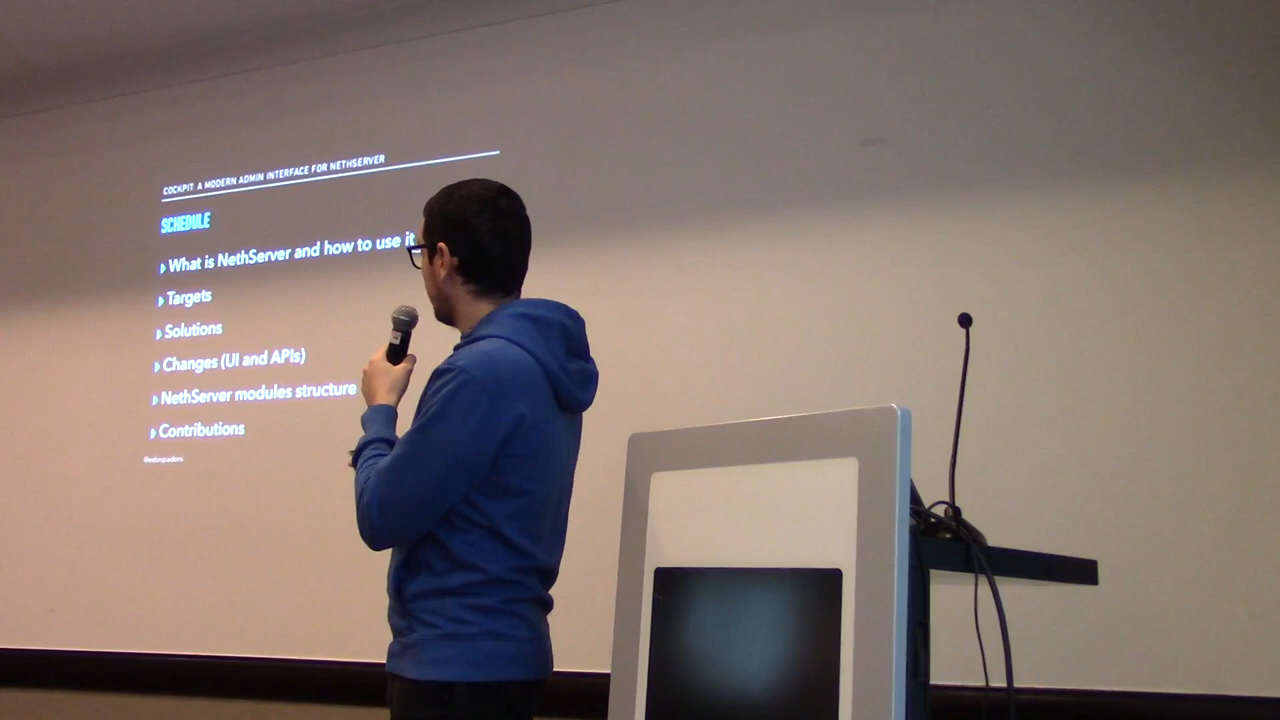 COCKPIT. A MODERN ADMIN INTERFACE FOR NETHSERVER
SCHEDULE
What is NethServer and how to use it
Targets
Solutions
Changes (UI and APIs)
NethServer modules structure
Contributions